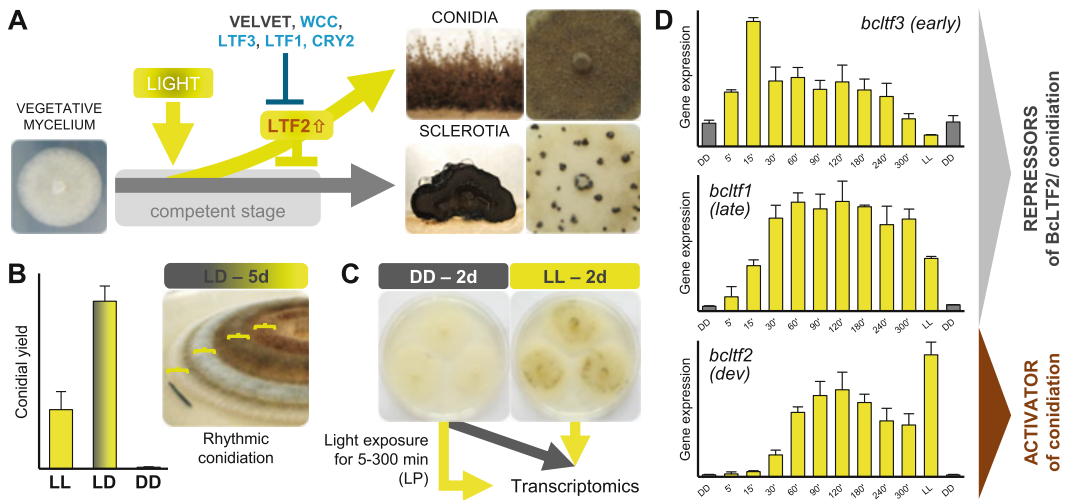 A
VELVET, WCC,
LTF3, LTF1, CRY2
CONIDIA
LIGHT
VEGETATIVE
MYCELIUM
LTF2⇧
SCLEROTIA
competent stage
B
LD – 5d
Conidial yield
LL LD DD
Rhythmic
conidiation
C
DD – 2d LL – 2d
Light exposure
for 5-300 min
(LP)
Transcriptomics
D
bcltf3 (early)
Gene expression
DD 5' 15' 30' 60' 90' 120' 180' 240' 300' LL DD
bcltf1
(late)
Gene expression
DD 5' 15' 30' 60' 90' 120' 180' 240' 300' LL DD
bcltf2
(dev)
Gene expression
DD 5' 15' 30' 60' 90' 120' 180' 240' 300' LL DD
REPRESSORS
of BcLTF2/ conidiation
ACTIVATOR
of conidiation